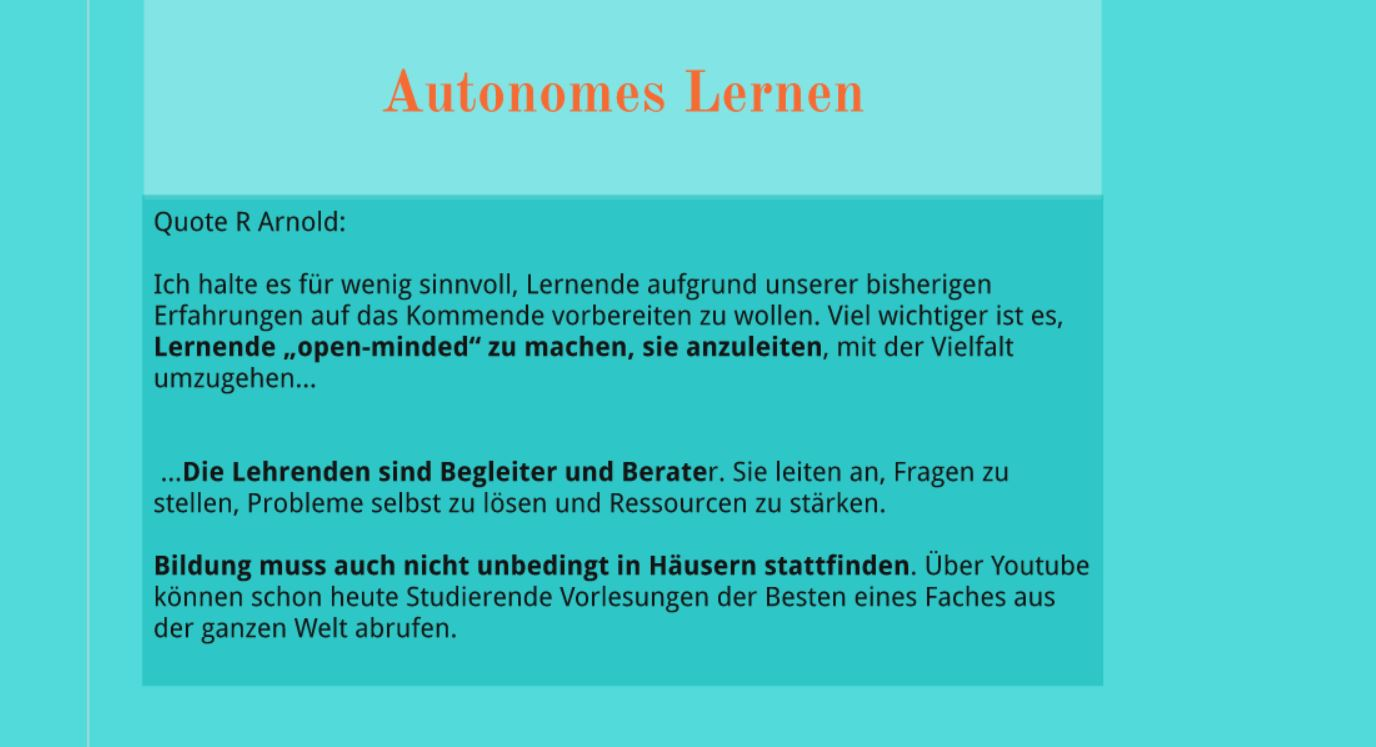 Autonomes Lernen
Quote R Arnold:
Ich halte es für wenig sinnvoll, Lernende aufgrund unserer bisherigen
Erfahrungen auf das Kommende vorbereiten zu wollen. Viel wichtiger ist es,
Lernende „open-minded“ zu machen, sie anzuleiten, mit der Vielfalt
umzugehen...
...Die Lehrenden sind Begleiter und Berater. Sie leiten an, Fragen zu
stellen, Probleme selbst zu lösen und Ressourcen zu stärken.
Bildung muss auch nicht unbedingt in Häusern stattfinden. Über Youtube
können schon heute Studierende Vorlesungen der Besten eines Faches aus
der ganzen Welt abrufen.